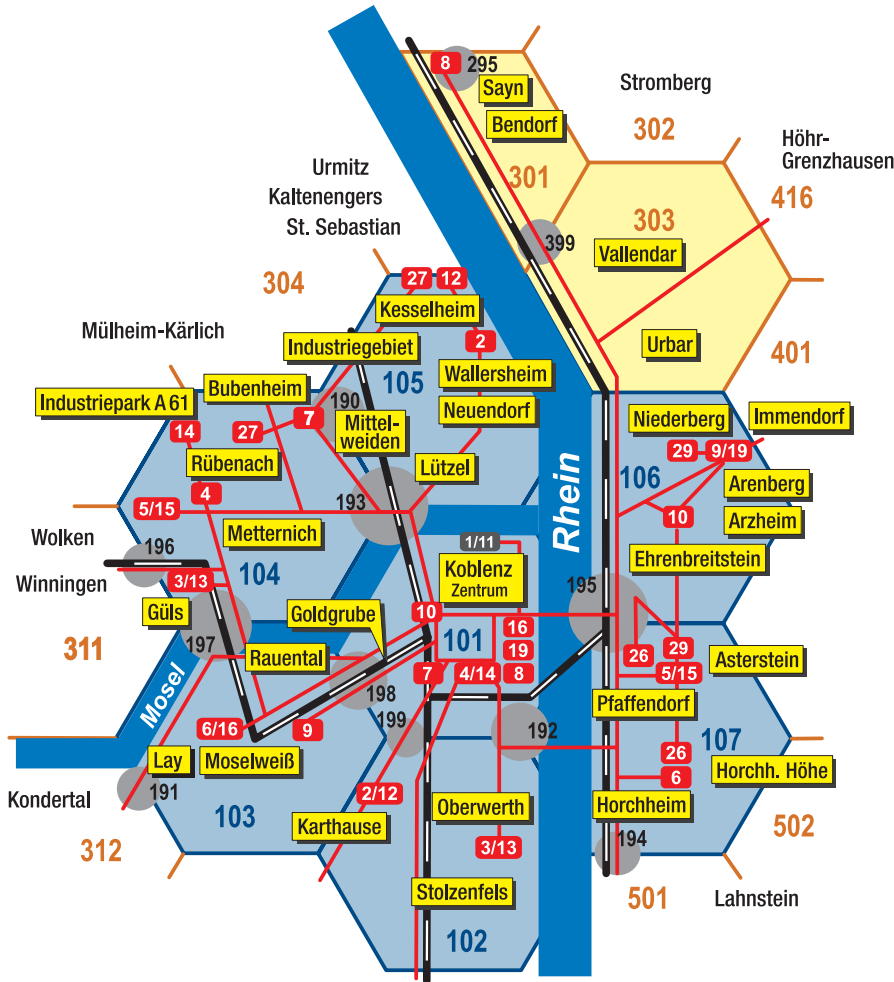 8
295
Sayn
Stromberg
Bendorf
302
Höhr-
Grenzhausen
Urmitz
301
416
Kaltenengers
303
St. Sebastian
399
Vallendar
304
27
12
Kesselheim
Mülheim-Kärlich
2
Industriegebiet
Urbar
401
105
Wallersheim
Bubenheim
Industriepark A 61
190
7
Neuendorf
Niederberg
Immendorf
Mittel-
weiden
14
27
29
9/19
Rübenach
Lützel
106
Arenberg
4
193
5/15
10
Arzheim
Metternich
Rhein
Wolken
196
1/11
Koblenz
Zentrum
Ehrenbreitstein
Winningen
3/13
104
195
Güls
Goldgrube
10
311
197
101
16
Rauental
19
26
29
Asterstein
Mosel
198
7
4/14
8
5/15
Pfaffendorf
6/16
9
199
192
Lay
Moselweiß
26
107
191
6
Horchh. Höhe
Kondertal
2/12
103
Karthause
Oberwerth
Horchheim
312
3/13
194
502
Stolzenfels
501
Lahnstein
102